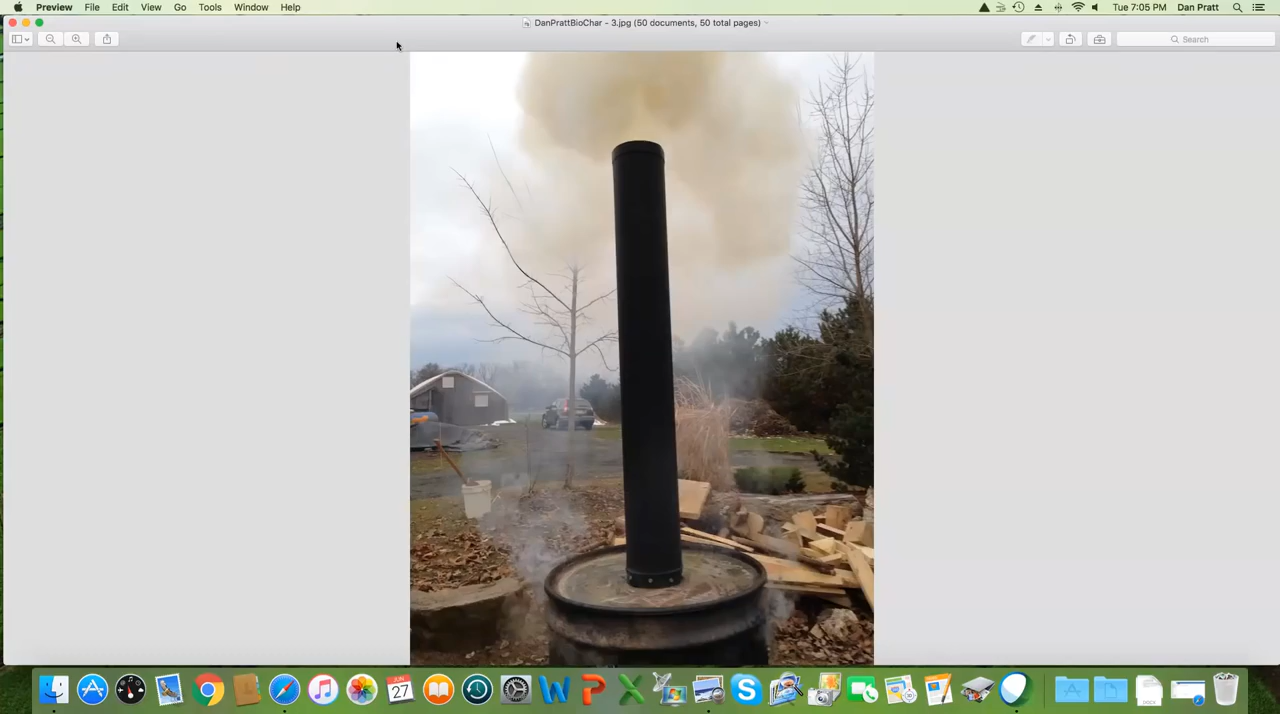 Preview File Edit View Go Tools Window Help
Tue 7:05 PM Dan Pratt
DanPrattBioChar - 3.jpg (50 documents, 50 total pages)
Search
JUN
27